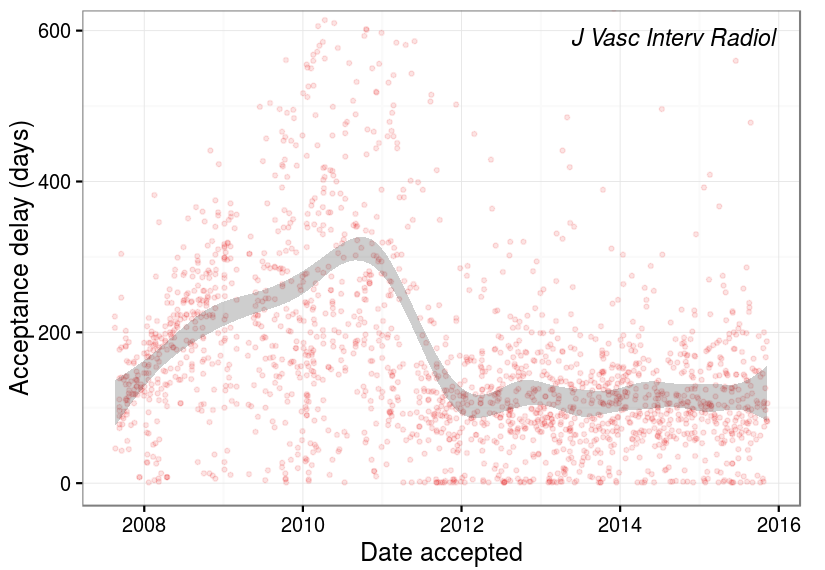 J Vasc Interv Radiol
Acceptance delay (days)
600
400
200
0
2008 2010 2012 2014 2016
Date accepted